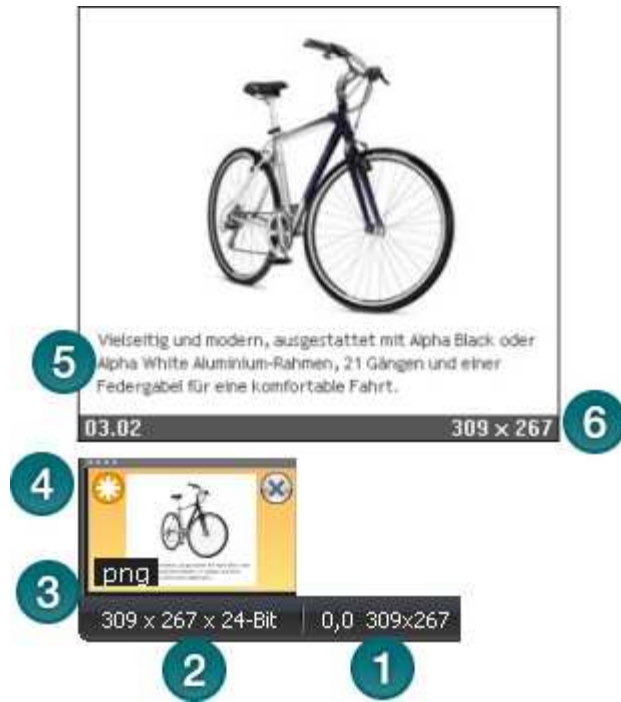 5
Vielseitig und modern, ausgestattet mit Alpha Black oder
Alpha White Aluminium-Rahmen, 21 Gängen und einer
Federgabel für eine komfortable Fahrt.
03.02 309 x 267
6
4
png
3
309 x 267 x 24-Bit 0,0 309x267
2 1